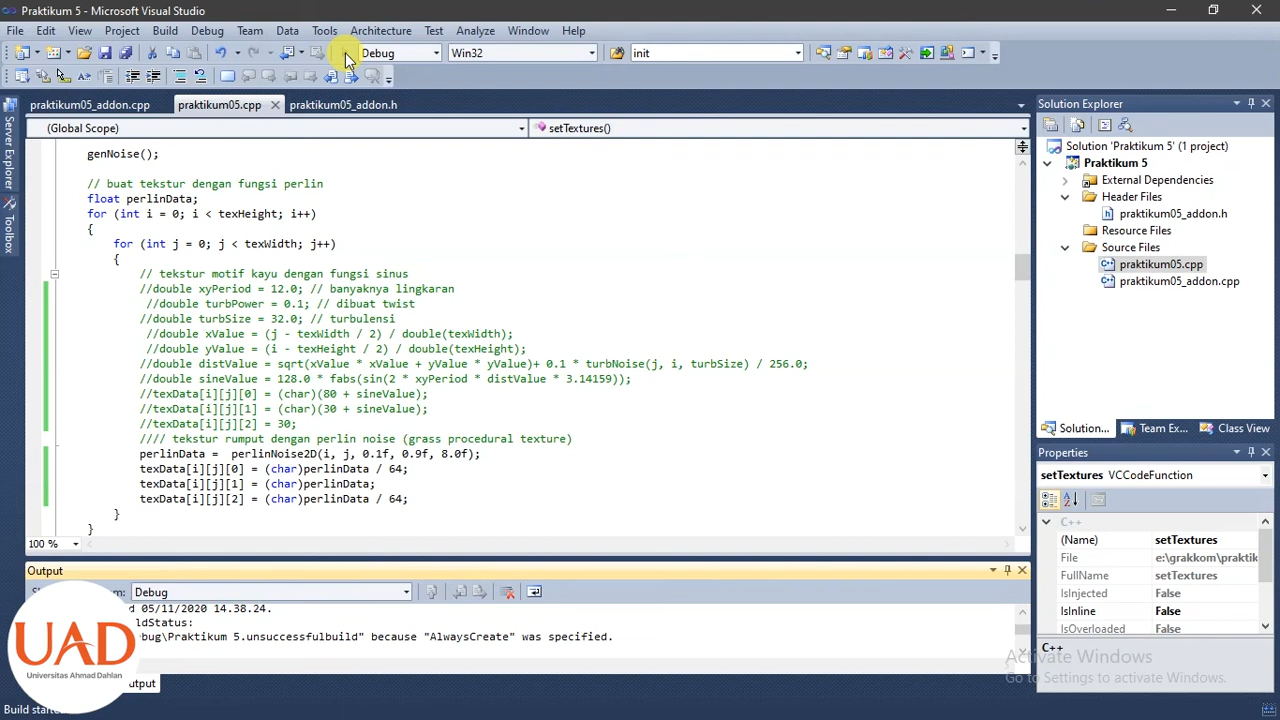 Praktikum 5 - Microsoft Visual Studio
File Edit View Project Build Debug Team Data Tools Architecture Test Analyze Window Help
Debug Win32 init
praktikum05_addon.cpp praktikum05.cpp praktikum05_addon.h
(Global Scope) setTextures()
genNoise();
// buat tekstur dengan fungsi perlin
float perlinData;
for (int i = 0; i < texHeight; i++)
{
for (int j = 0; j < texWidth; j++)
{
// tekstur motif kayu dengan fungsi sinus
//double xyPeriod = 12.0; // banyaknya lingkaran
//double turbPower = 0.1; // dibuat twist
//double turbSize = 32.0; // turbulensi
//double xValue = (j - texWidth / 2) / double(texWidth);
//double yValue = (i - texHeight / 2) / double(texHeight);
//double distValue = sqrt(xValue * xValue + yValue * yValue)+ 0.1 * turbNoise(j, i, turbSize) / 256.0;
//double sineValue = 128.0 * fabs(sin(2 * xyPeriod * distValue * 3.14159));
//texData[i][j][0] = (char)(80 + sineValue);
//texData[i][j][1] = (char)(30 + sineValue);
//texData[i][j][2] = 30;
//// tekstur rumput dengan perlin noise (grass procedural texture)
perlinData =  perlinNoise2D(i, j, 0.1f, 0.9f, 8.0f);
texData[i][j][0] = (char)perlinData / 64;
texData[i][j][1] = (char)perlinData;
texData[i][j][2] = (char)perlinData / 64;
}
}
100 %
Output
Debug
05/11/2020 14.38.24.
ldStatus:
ebug\Praktikum 5.unsuccessfulbuild" because "AlwaysCreate" was specified.
UAD
Universitas Ahmad Dahlan
utput
Build start
Server Explorer
Toolbox
Solution Explorer
Solution 'Praktikum 5' (1 project)
Praktikum 5
External Dependencies
Header Files
praktikum05_addon.h
Resource Files
Source Files
praktikum05.cpp
praktikum05_addon.cpp
Solution... Team Ex... Class View
Properties
setTextures VCCodeFunction
C++
(Name) setTextures
File e:\grakkom\praktik
FullName setTextures
IsInjected False
IsInline False
IsOverloaded False
C++
Activate Windows
Go to Settings to activate Windows.